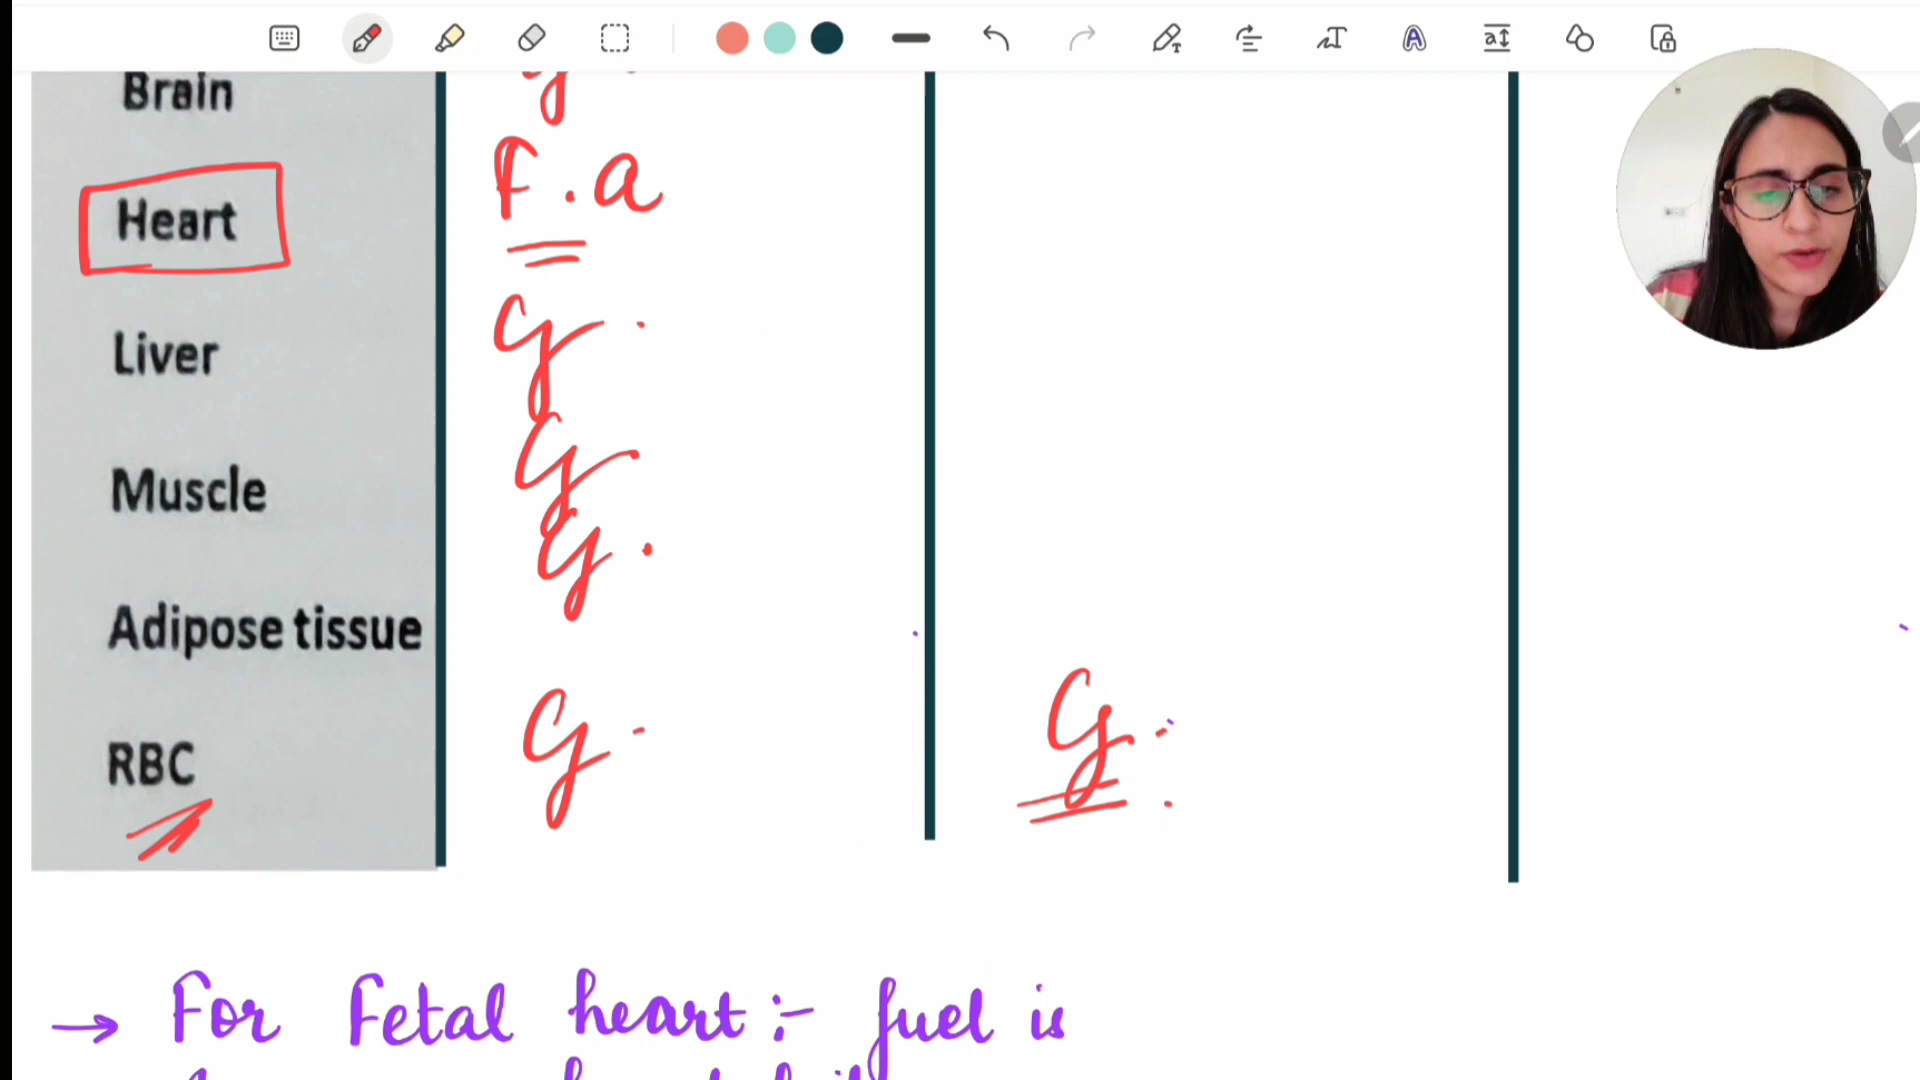 Brain G.
Heart F.a
Liver G.
Muscle G
G.
Adipose tissue
RBC G. G.
→ For Fetal heart :- fuel is